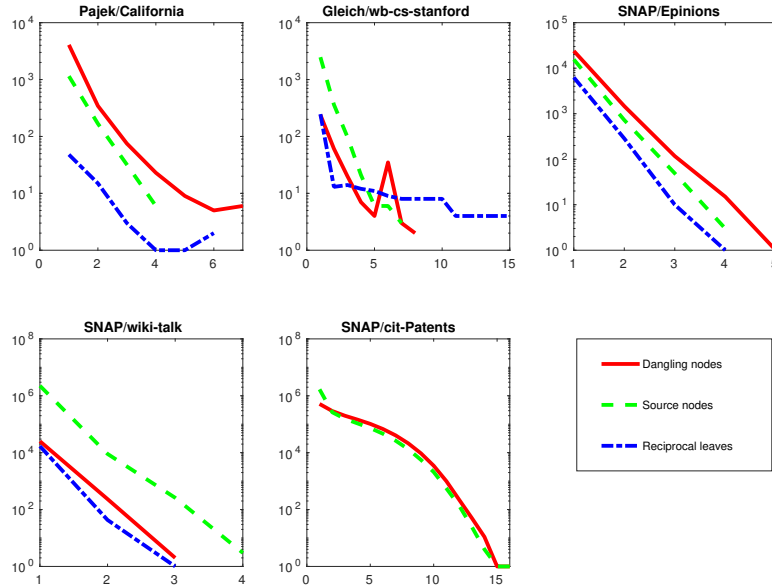 Pajek/California
Gleich/wb-cs-stanford
SNAP/Epinions
10^4
10^3
10^2
10^1
10^0
0 2 4 6
10^4
10^3
10^2
10^1
10^0
0 5 10 15
10^5
10^4
10^3
10^2
10^1
10^0
1 2 3 4 5
SNAP/wiki-talk
SNAP/cit-Patents
10^8
10^6
10^4
10^2
10^0
1 2 3 4
10^8
10^6
10^4
10^2
10^0
0 5 10 15
Dangling nodes
Source nodes
Reciprocal leaves